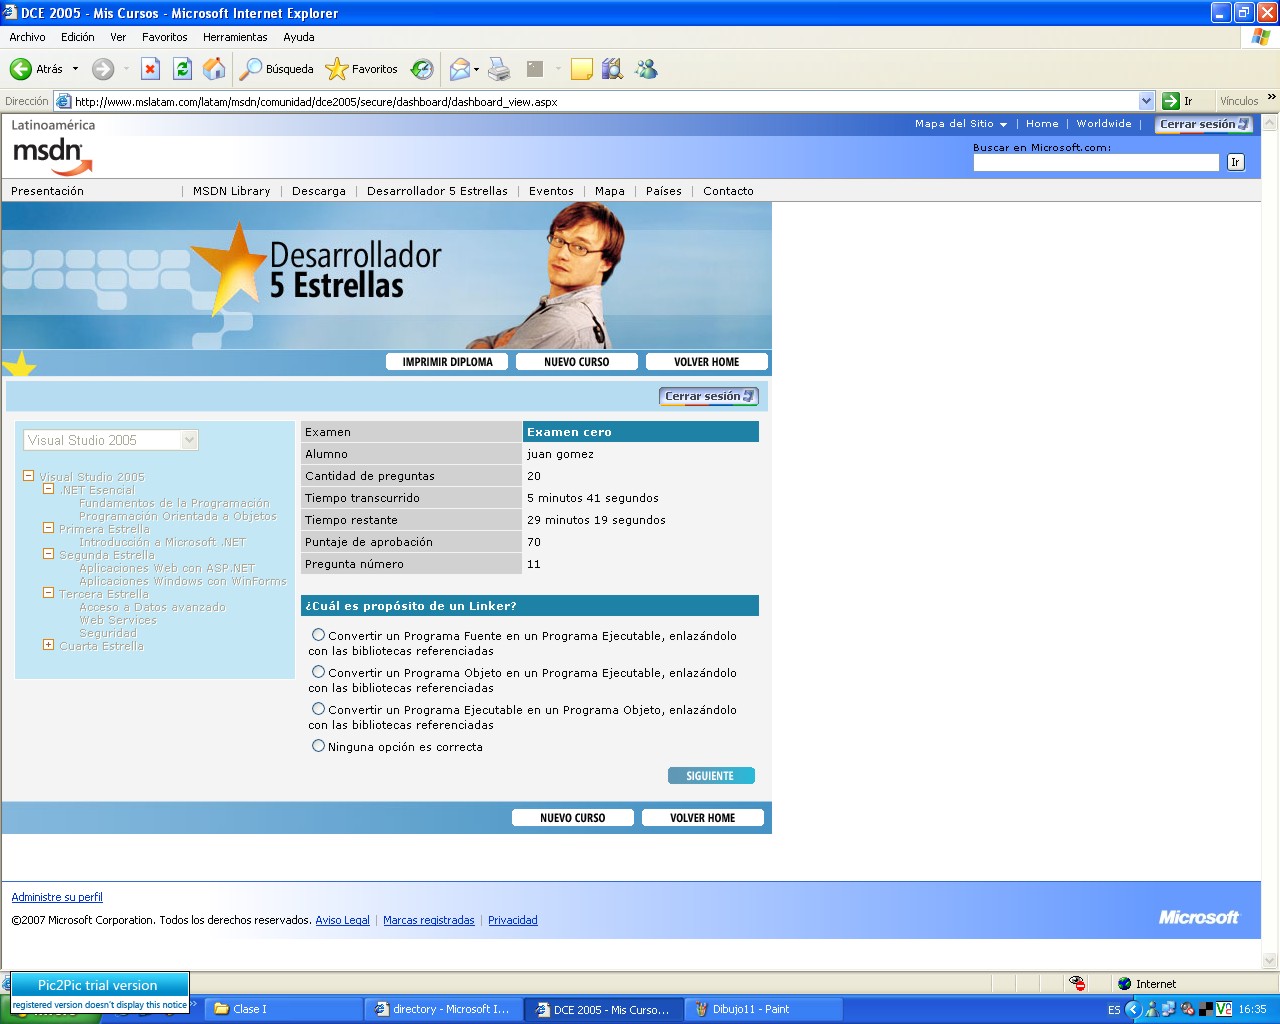 DCE 2005 - Mis Cursos - Microsoft Internet Explorer
Archivo Edición Ver Favoritos Herramientas Ayuda
Atrás Búsqueda Favoritos
Dirección http://www.mslatam.com/latam/msdn/comunidad/dce2005/secure/dashboard/dashboard_view.aspx Ir Vínculos »
Latinoamérica Mapa del Sitio | Home | Worldwide | Cerrar sesión
msdn Buscar en Microsoft.com:
Ir
Presentación | MSDN Library | Descarga | Desarrollador 5 Estrellas | Eventos | Mapa | Países | Contacto
Desarrollador
5 Estrellas
IMPRIMIR DIPLOMA NUEVO CURSO VOLVER HOME
Cerrar sesión
Visual Studio 2005
Visual Studio 2005
.NET Esencial
Fundamentos de la Programación
Programación Orientada a Objetos
Primera Estrella
Introducción a Microsoft .NET
Segunda Estrella
Aplicaciones Web con ASP.NET
Aplicaciones Windows con WinForms
Tercera Estrella
Acceso a Datos avanzado
Web Services
Seguridad
Cuarta Estrella
Examen Examen cero
Alumno juan gomez
Cantidad de preguntas 20
Tiempo transcurrido 5 minutos 41 segundos
Tiempo restante 29 minutos 19 segundos
Puntaje de aprobación 70
Pregunta número 11
¿Cuál es propósito de un Linker?
Convertir un Programa Fuente en un Programa Ejecutable, enlazándolo
con las bibliotecas referenciadas
Convertir un Programa Objeto en un Programa Ejecutable, enlazándolo
con las bibliotecas referenciadas
Convertir un Programa Ejecutable en un Programa Objeto, enlazándolo
con las bibliotecas referenciadas
Ninguna opción es correcta
SIGUIENTE
NUEVO CURSO VOLVER HOME
Administre su perfil
©2007 Microsoft Corporation. Todos los derechos reservados. Aviso Legal | Marcas registradas | Privacidad
Microsoft
Internet
Pic2Pic trial version
registered version doesn't display this notice
Clase I directory - Microsoft I... DCE 2005 - Mis Curso... Dibujo11 - Paint ES 16:35